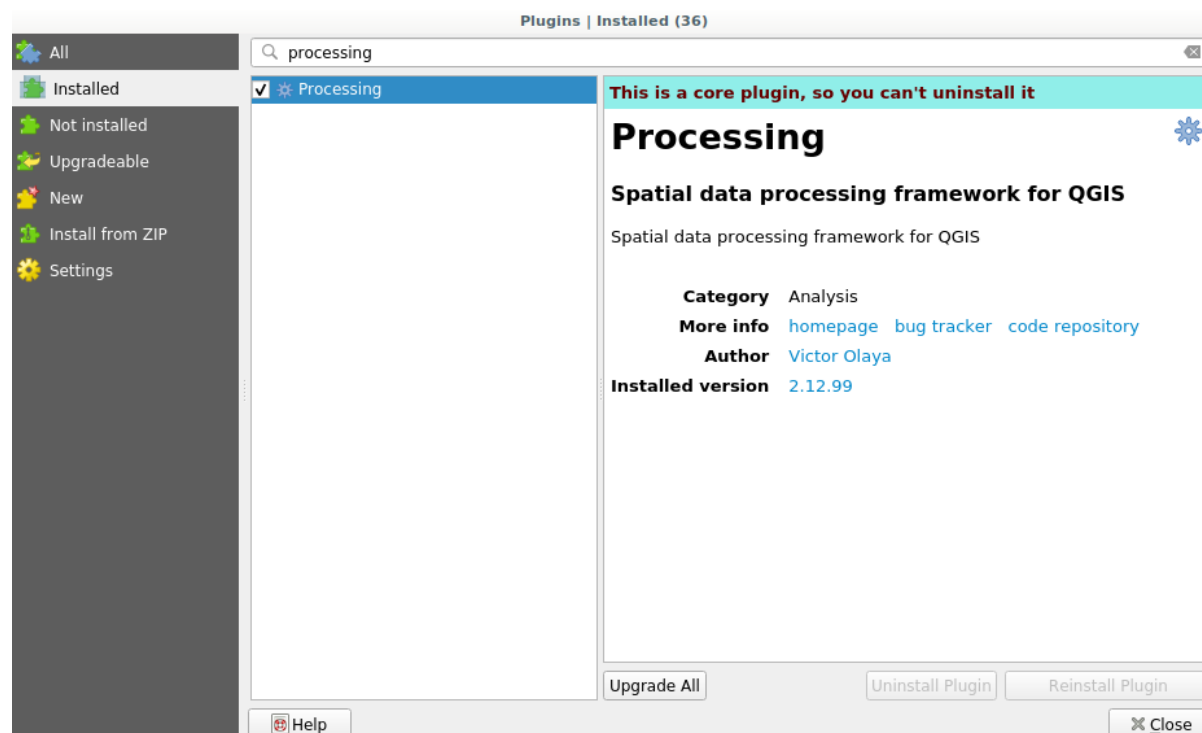 Plugins | Installed (36)
All
Installed
Not installed
Upgradeable
New
Install from ZIP
Settings
processing
Processing
This is a core plugin, so you can't uninstall it
Processing
Spatial data processing framework for QGIS
Spatial data processing framework for QGIS
Category Analysis
More info homepage bug tracker code repository
Author Victor Olaya
Installed version 2.12.99
Upgrade All Uninstall Plugin Reinstall Plugin
Help Close